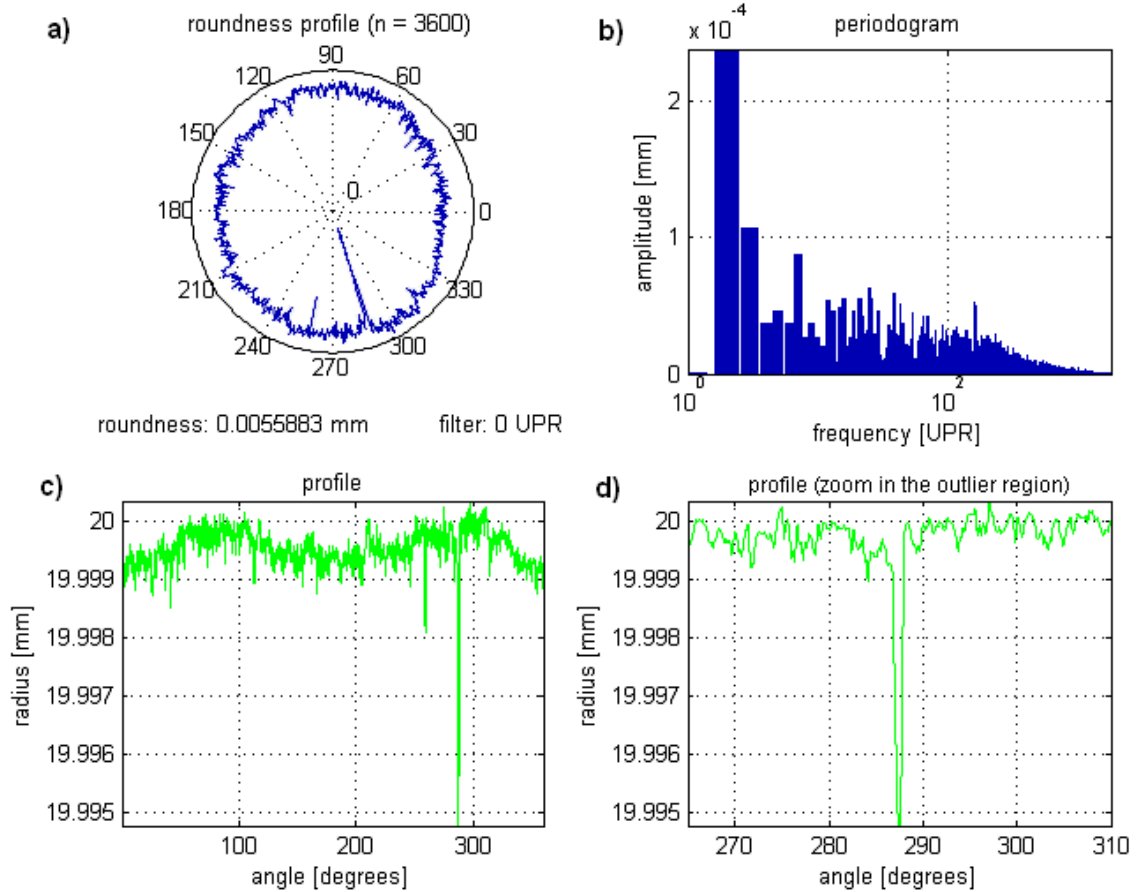 a)
roundness profile (n = 3600)
90
120
60
150
30
0
180
0
210
330
240
300
270
roundness: 0.0055883 mm
filter: 0 UPR
b)
x 10-4
periodogram
2
1
0
amplitude [mm]
100
102
frequency [UPR]
c)
profile
20
19.999
19.998
19.997
19.996
19.995
radius [mm]
100
200
300
angle [degrees]
d)
profile (zoom in the outlier region)
20
19.999
19.998
19.997
19.996
19.995
radius [mm]
270
280
290
300
310
angle [degrees]